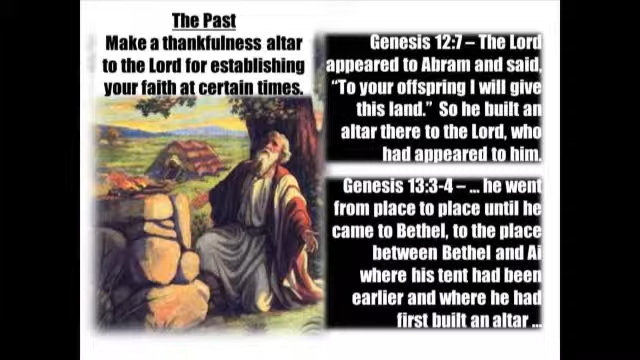 The Past
Make a thankfulness altar
to the Lord for establishing
your faith at certain times.
Genesis 12:7 – The Lord
appeared to Abram and said,
“To your offspring I will give
this land.” So he built an
altar there to the Lord, who
had appeared to him.
Genesis 13:3-4 – ... he went
from place to place until he
came to Bethel, to the place
between Bethel and Ai
where his tent had been
earlier and where he had
first built an altar ...